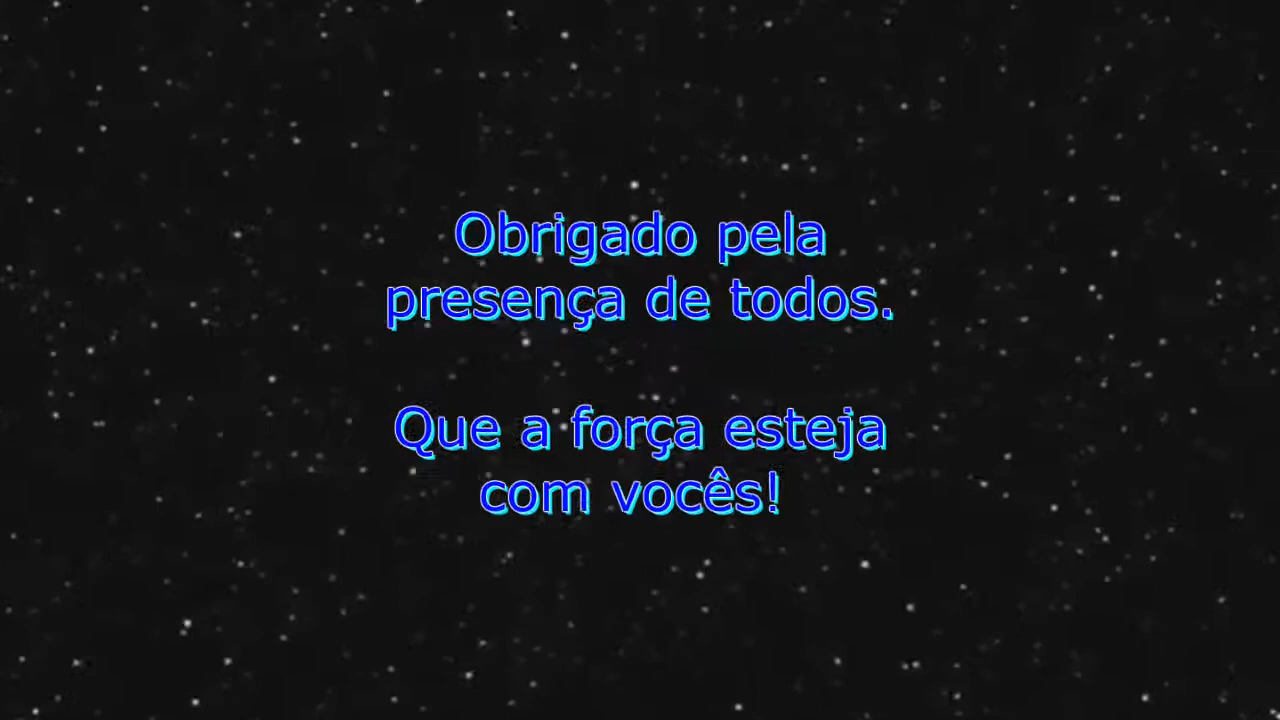 Obrigado pela
presença de todos.
Que a força esteja
com vocês!